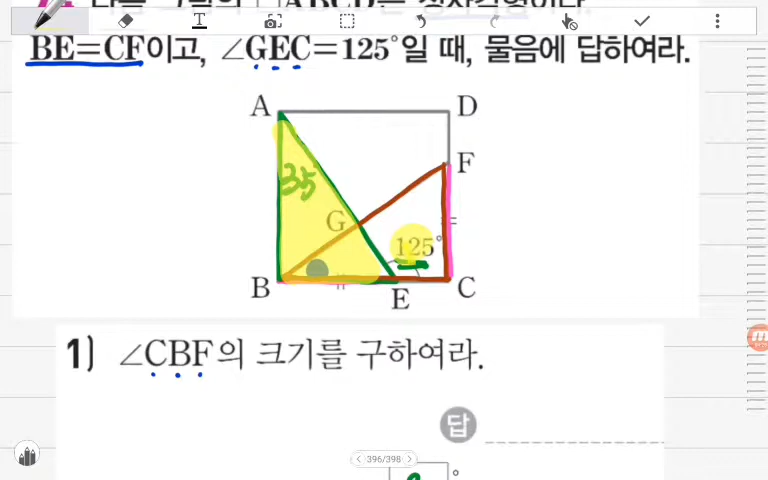 BE=CF이고, ∠GEC=125°일 때, 물음에 답하여라.
A
D
F
35
G
125°
B
E
C
1) ∠CBF의 크기를 구하여라.
답
396/398